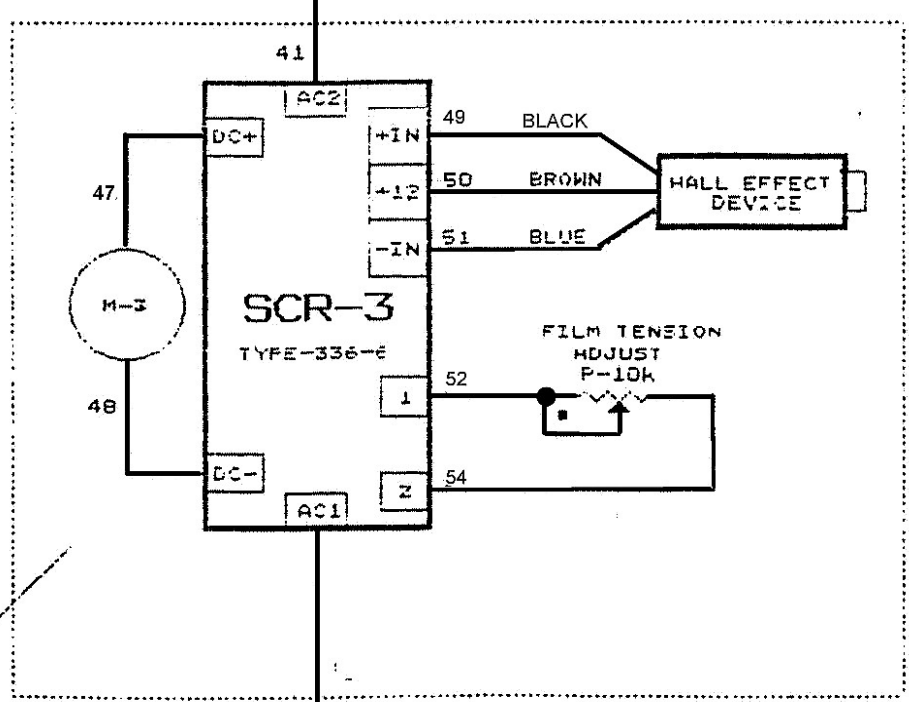 41
AC2
DC+
+IN
49
BLACK
+12
50
BROWN
HALL EFFECT
DEVICE
-IN
51
BLUE
47
M-3
SCR-3
TYPE-336-6
FILM TENSION
ADJUST
P-10k
1
52
48
DC-
2
54
AC1